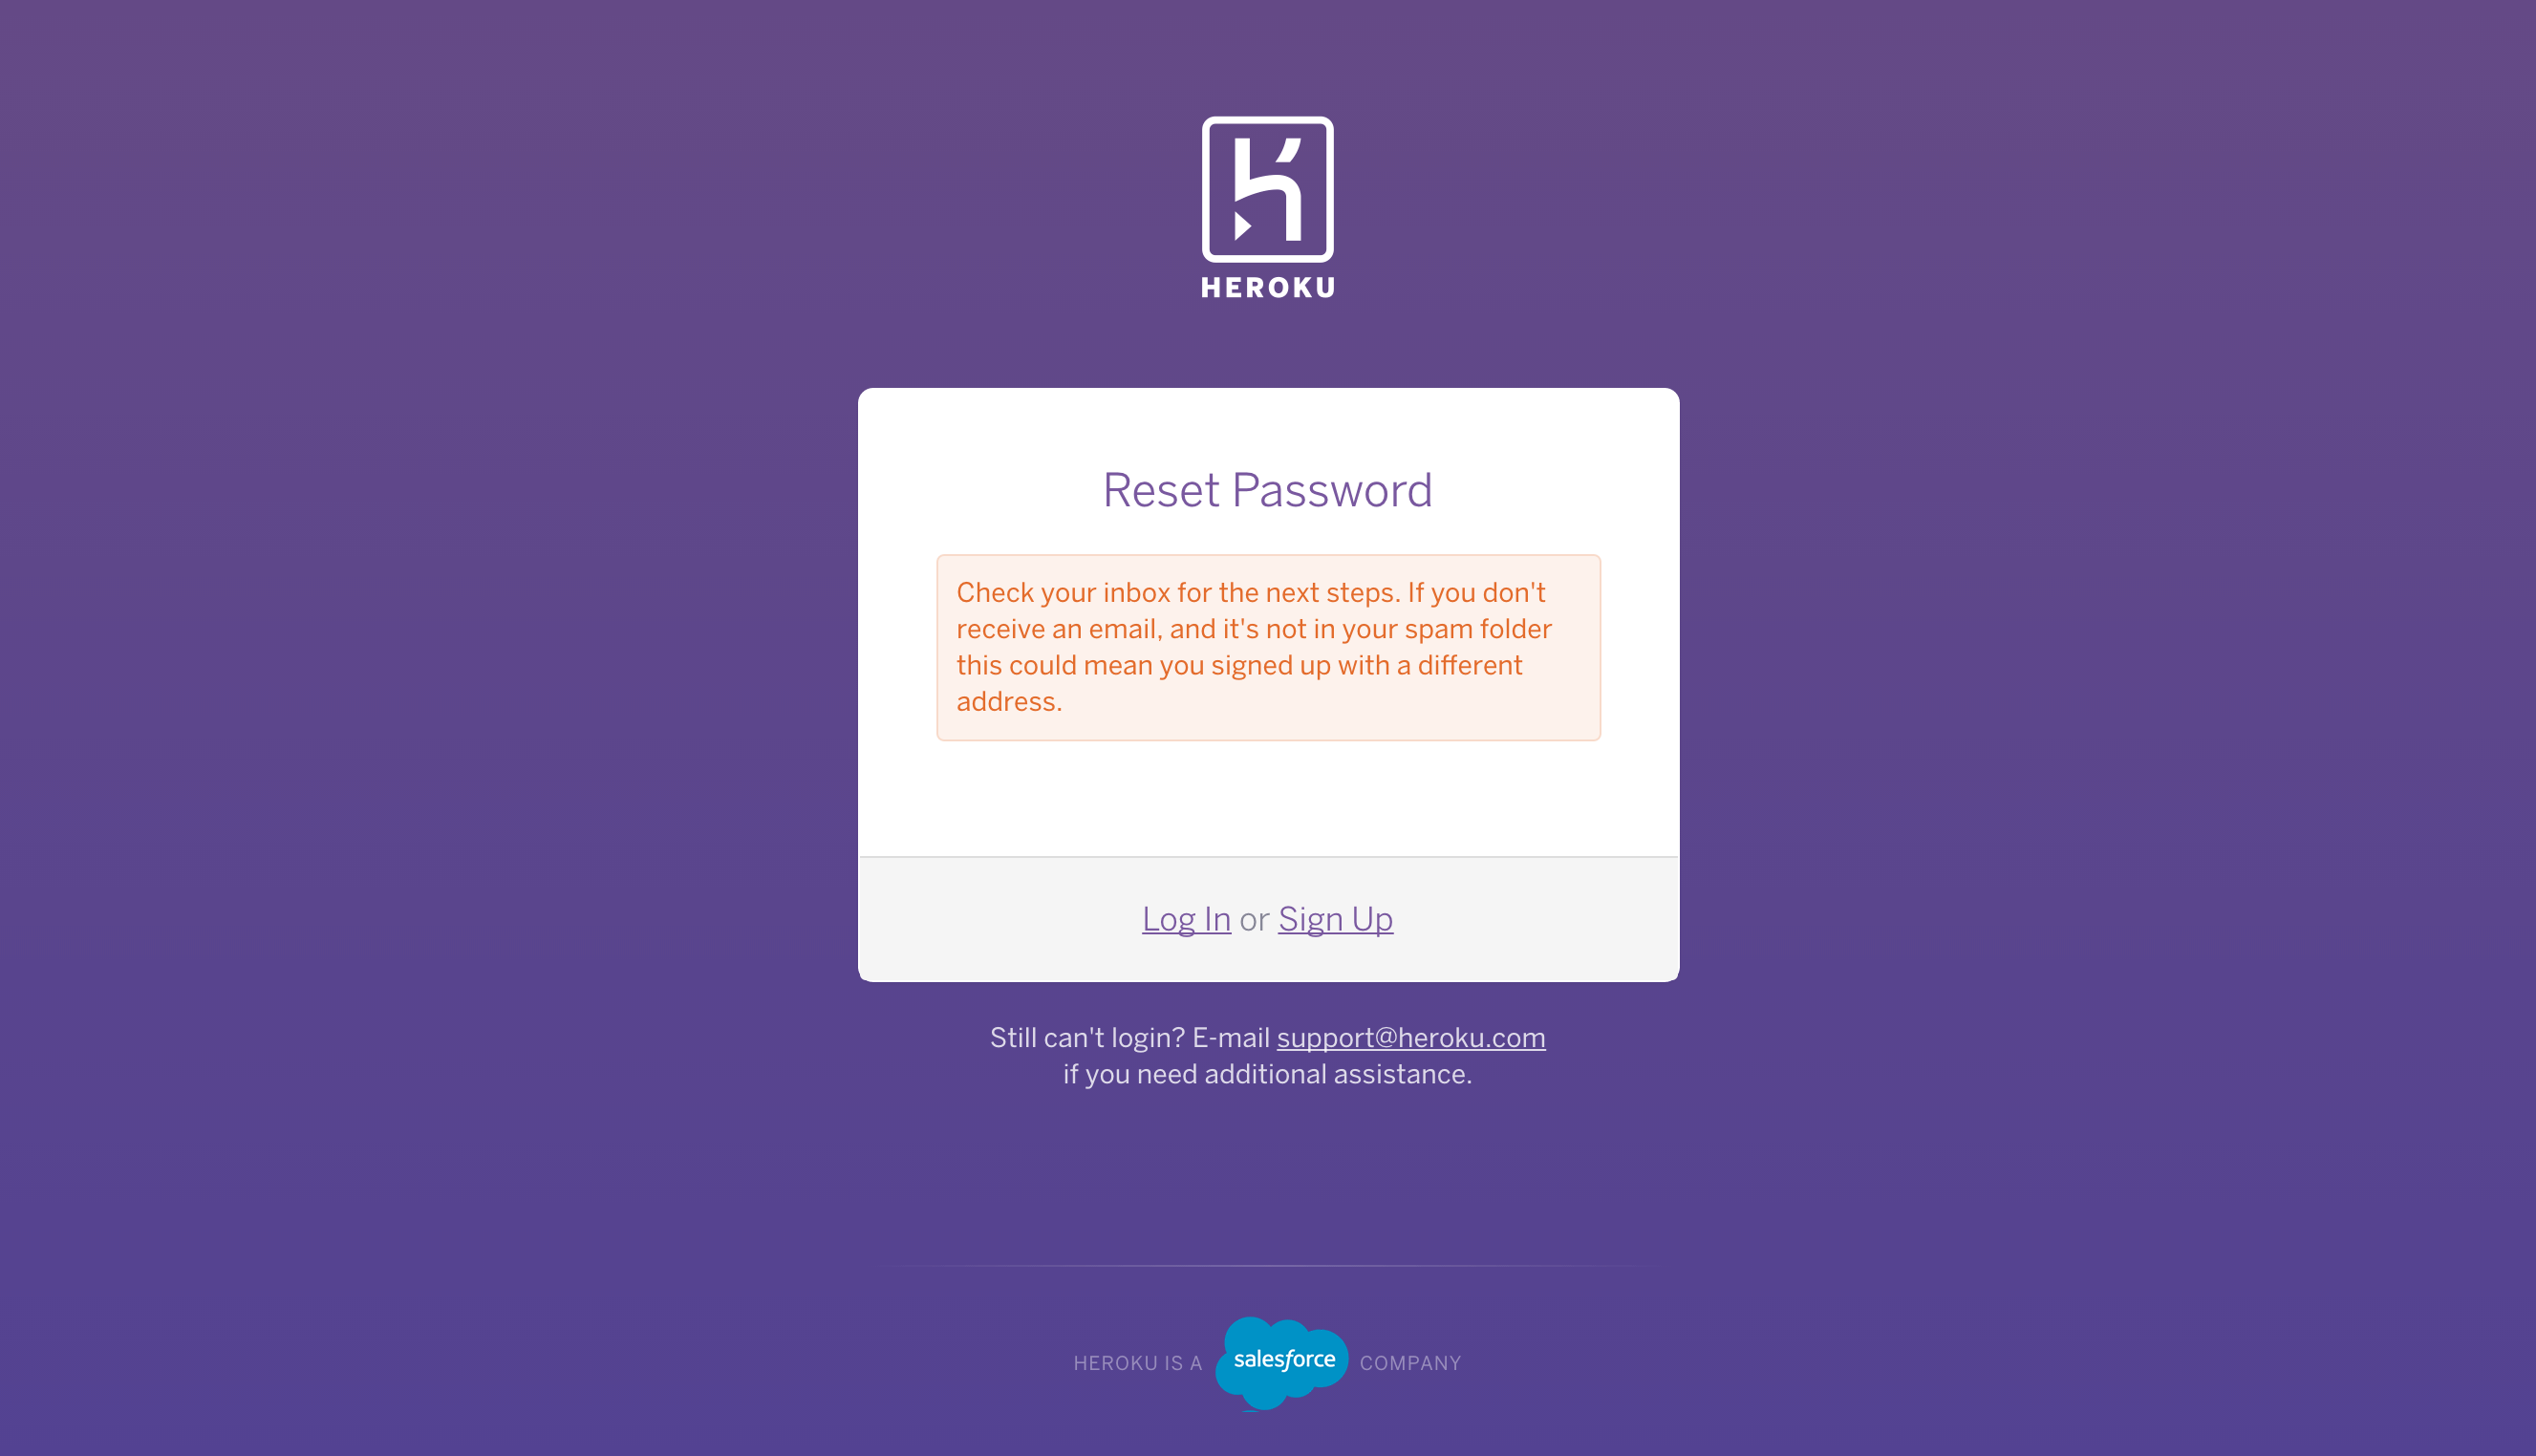 HEROKU
Reset Password
Check your inbox for the next steps. If you don't
receive an email, and it's not in your spam folder
this could mean you signed up with a different
address.
Log In or Sign Up
Still can't login? E-mail support@heroku.com
if you need additional assistance.
HEROKU IS A salesforce COMPANY